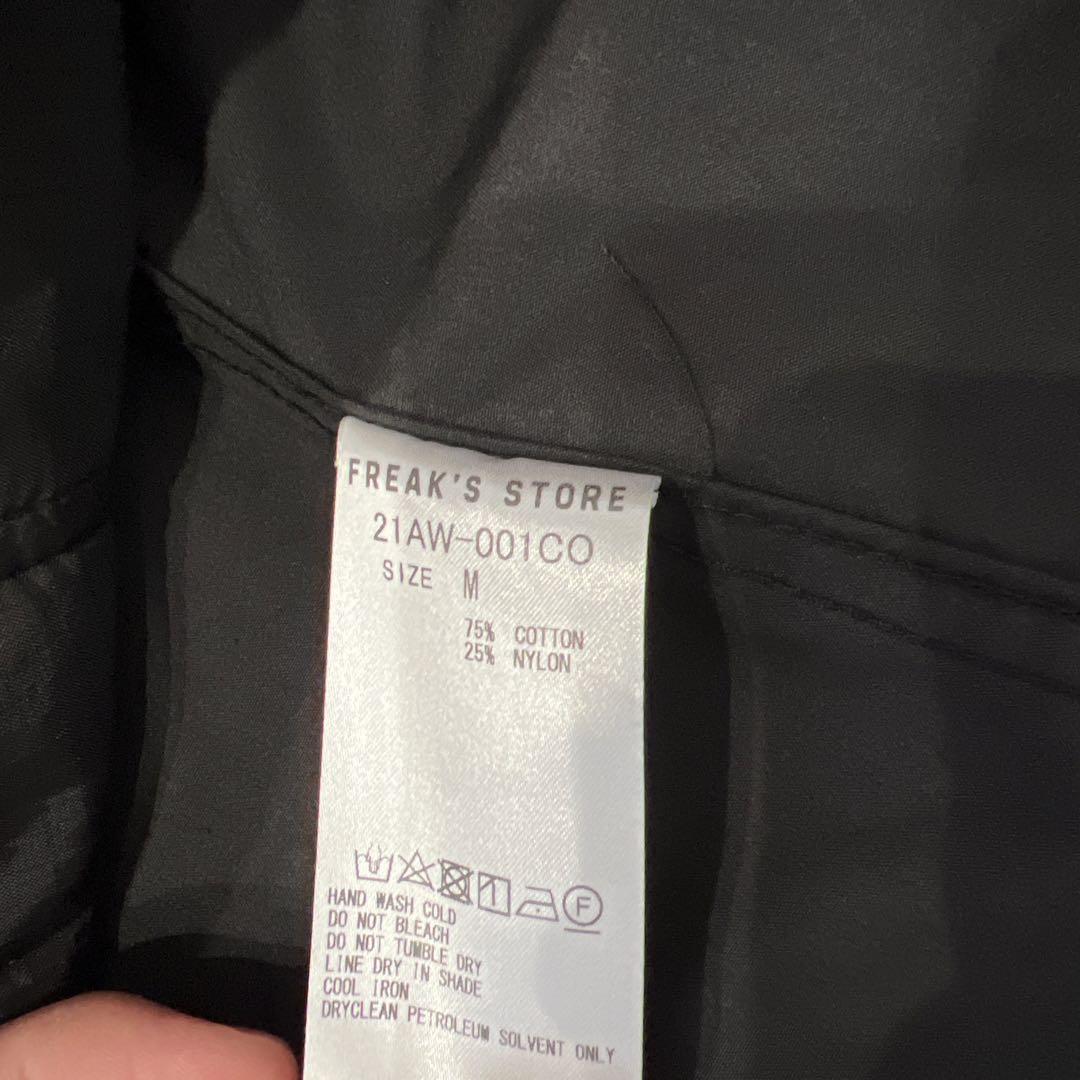 FREAK'S STORE
21AW-001CO
SIZE M
75% COTTON
25% NYLON
F
HAND WASH COLD
DO NOT BLEACH
DO NOT TUMBLE DRY
LINE DRY IN SHADE
COOL IRON
DRYCLEAN PETROLEUM SOLVENT ONLY